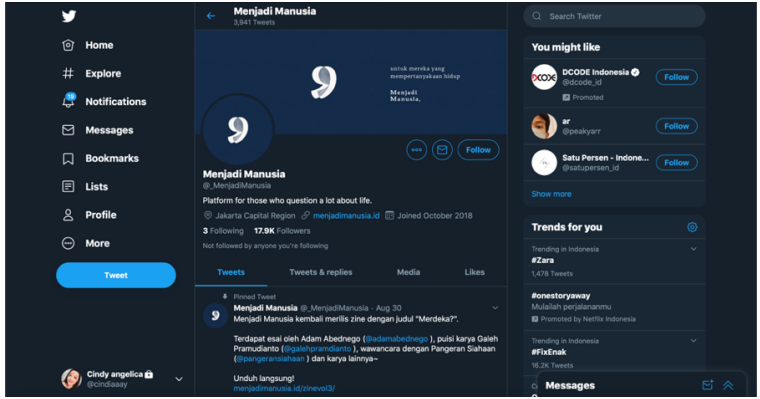 Home
Explore
19
Notifications
Messages
Bookmarks
Lists
Profile
More
Tweet
Cindy angelica
@cindiaaay
Menjadi Manusia
3,941 Tweets
untuk mereka yang
mempertanyakaan hidup
Menjadi
Manusia.
Follow
Menjadi Manusia
@_MenjadiManusia
Platform for those who question a lot about life.
Jakarta Capital Region menjadimanusia.id Joined October 2018
3 Following 17.9K Followers
Not followed by anyone you're following
Tweets Tweets & replies Media Likes
Pinned Tweet
Menjadi Manusia @_MenjadiManusia · Aug 30
Menjadi Manusia kembali merilis zine dengan judul "Merdeka?".
Terdapat esai oleh Adam Abednego (@adamabednego ), puisi karya Galeh
Pramudianto (@galehpramdianto ), wawancara dengan Pangeran Siahaan
(@pangeransiahaan ) dan karya lainnya~
Unduh langsung!
menjadimanusia.id/zinevol3/
Search Twitter
You might like
DCODE
DCODE Indonesia
@dcode_id
Follow
Promoted
ar
@peakyarr
Follow
Satu Persen - Indone...
@satupersen_id
Follow
Show more
Trends for you
Trending in Indonesia
#Zara
1,478 Tweets
#onestoryaway
Mulailah perjalananmu
Promoted by Netflix Indonesia
Trending in Indonesia
#FixEnak
16.2K Tweets
Messages